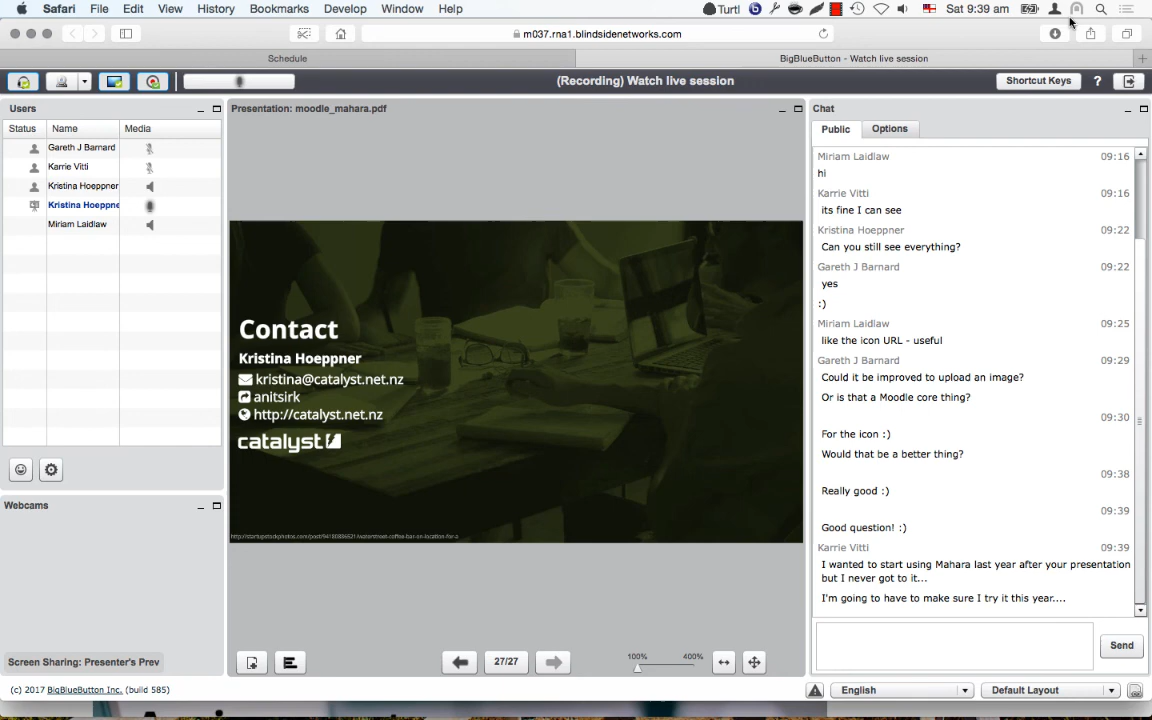 Safari File Edit View History Bookmarks Develop Window Help Turtl Sat 9:39 am
m037.rna1.blindsidenetworks.com
Schedule BigBlueButton - Watch live session
(Recording) Watch live session Shortcut Keys ?
Users
Status Name Media
Gareth J Barnard
Karrie Vitti
Kristina Hoeppner
Kristina Hoeppne
Miriam Laidlaw
Webcams
Screen Sharing: Presenter's Prev
Presentation: moodle_mahara.pdf
Contact
Kristina Hoeppner
kristina@catalyst.net.nz
anitsirk
http://catalyst.net.nz
catalyst
27/27 100% 400%
Chat
Public Options
Miriam Laidlaw 09:16
hi
Karrie Vitti 09:16
its fine I can see
Kristina Hoeppner 09:22
Can you still see everything?
Gareth J Barnard 09:22
yes
:)
Miriam Laidlaw 09:25
like the icon URL - useful
Gareth J Barnard 09:29
Could it be improved to upload an image?
Or is that a Moodle core thing?
09:30
For the icon :)
Would that be a better thing?
09:38
Really good :)
09:39
Good question! :)
Karrie Vitti 09:39
I wanted to start using Mahara last year after your presentation
but I never got to it...
I'm going to have to make sure I try it this year....
Send
(c) 2017 BigBlueButton Inc. (build 585) English Default Layout